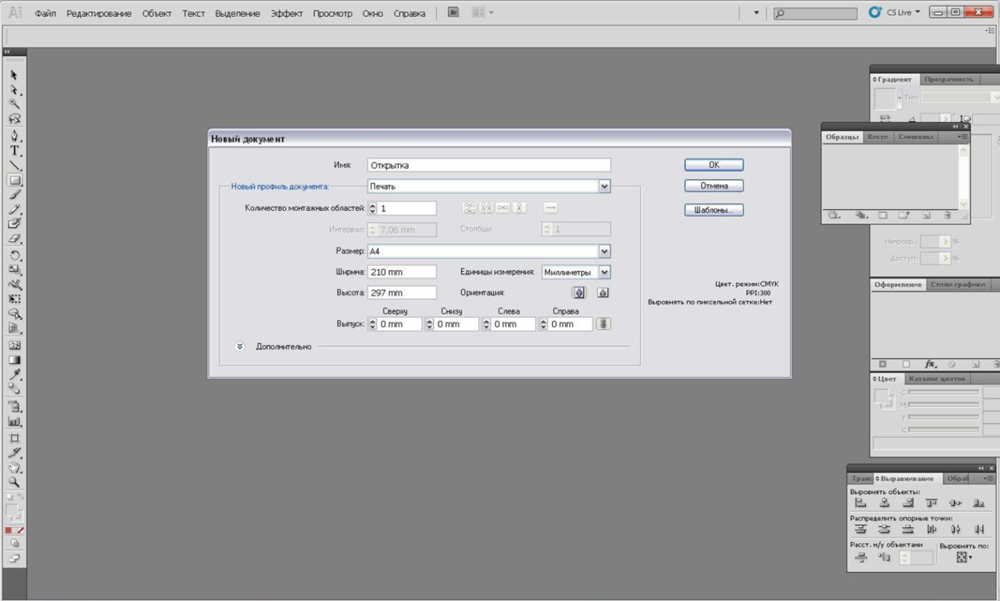 Ai Файл Редактирование Объект Текст Выделение Эффект Просмотр Окно Справка Br CS Live
Градиент Прозрачность
Тип:
Образцы Кисти Символы
Новый документ
Имя: Открытка OK
Новый профиль документа: Печать Отмена
Количество монтажных областей: 1 Шаблоны...
Интервал: 7,06 mm Столбцы: 1
Размер: A4
Ширина: 210 mm Единицы измерения: Миллиметры
Высота: 297 mm Ориентация:
Сверху Снизу Слева Справа
Выпуск: 0 mm 0 mm 0 mm 0 mm
Дополнительно
Цвет. режим:CMYK
PPI:300
Выровнять по пиксельной сетке:Нет
Непрозр.: %
Доступ: %
Оформление Стили графики
fx
Цвет Каталог цветов
C
M
Y
K
Транс Выравнивание Обраб
Выровнять объекты:
Распределить опорные точки:
Расст. м/у объектами Выровнять по: